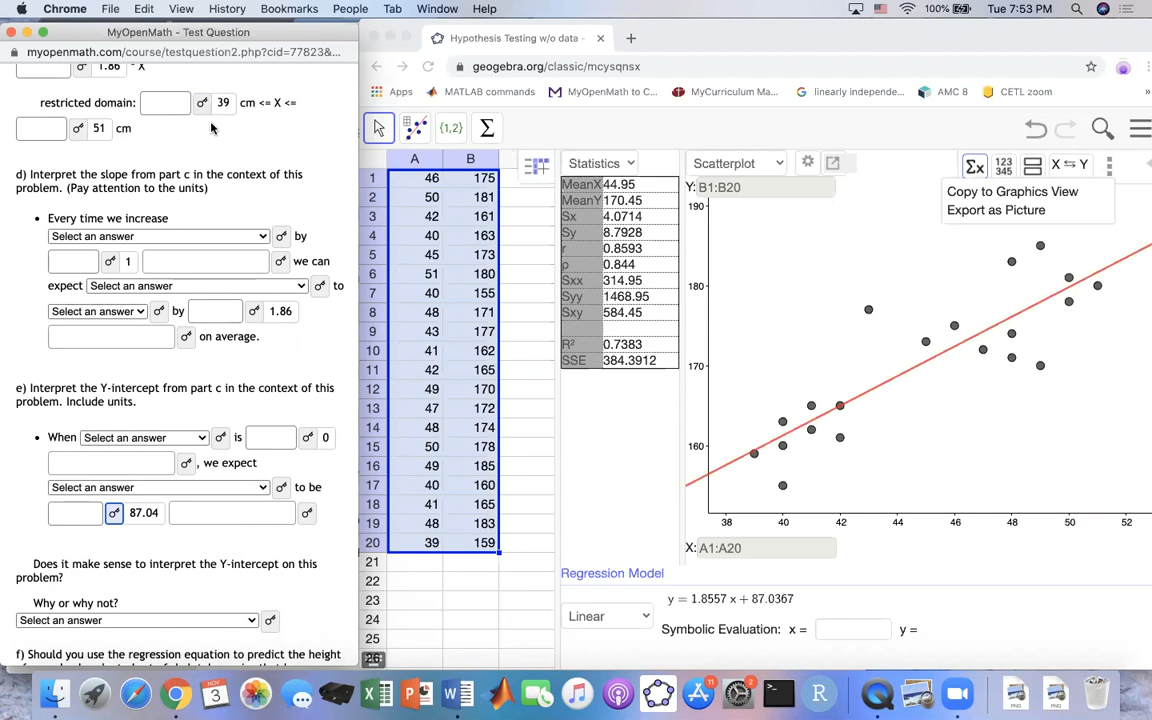 Chrome File Edit View History Bookmarks People Tab Window Help 100% Tue 7:53 PM
MyOpenMath - Test Question
myopenmath.com/course/testquestion2.php?cid=77823&...
1.86 * X
restricted domain: 39 cm <= X <=
51 cm
d) Interpret the slope from part c in the context of this
problem. (Pay attention to the units)
Every time we increase
Select an answer by
1 we can
expect Select an answer to
Select an answer by 1.86
on average.
e) Interpret the Y-intercept from part c in the context of this
problem. Include units.
When Select an answer is 0
, we expect
Select an answer to be
87.04
Does it make sense to interpret the Y-intercept on this
problem?
Why or why not?
Select an answer
f) Should you use the regression equation to predict the height
Hypothesis Testing w/o data -
geogebra.org/classic/mcysqnsx
Apps MATLAB commands MyOpenMath to C... MyCurriculum Ma... linearly independe... AMC 8 CETL zoom
{1,2} Σ
A B
1 46 175
2 50 181
3 42 161
4 40 163
5 45 173
6 51 180
7 40 155
8 48 171
9 43 177
10 41 162
11 42 165
12 49 170
13 47 172
14 48 174
15 50 178
16 49 185
17 40 160
18 41 165
19 48 183
20 39 159
21
22
23
24
25
26
Statistics
MeanX 44.95
MeanY 170.45
Sx 4.0714
Sy 8.7928
r 0.8593
ρ 0.844
Sxx 314.95
Syy 1468.95
Sxy 584.45
R² 0.7383
SSE 384.3912
Scatterplot
Σx 123 345 X ⇆ Y
Copy to Graphics View
Export as Picture
Y: B1:B20
190
180
170
160
38 40 42 44 46 48 50 52
X: A1:A20
Regression Model
Linear
y = 1.8557 x + 87.0367
Symbolic Evaluation: x = y =
NOV
3
11
2
R
PNG PNG